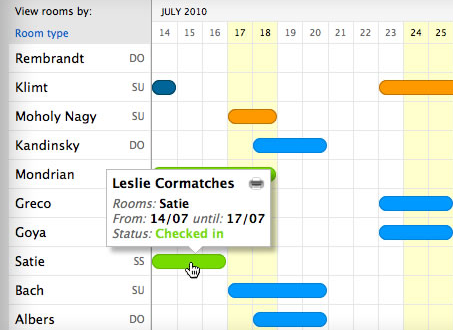 View rooms by:
JULY 2010
Room type
14 15 16 17 18 19 20 21 22 23 24 25
Rembrandt DO
Klimt SU
Moholy Nagy SU
Kandinsky DO
Mondrian
Leslie Cormatches
Rooms: Satie
From: 14/07 until: 17/07
Status: Checked in
Greco
Goya
Satie SS
Bach SU
Albers DO